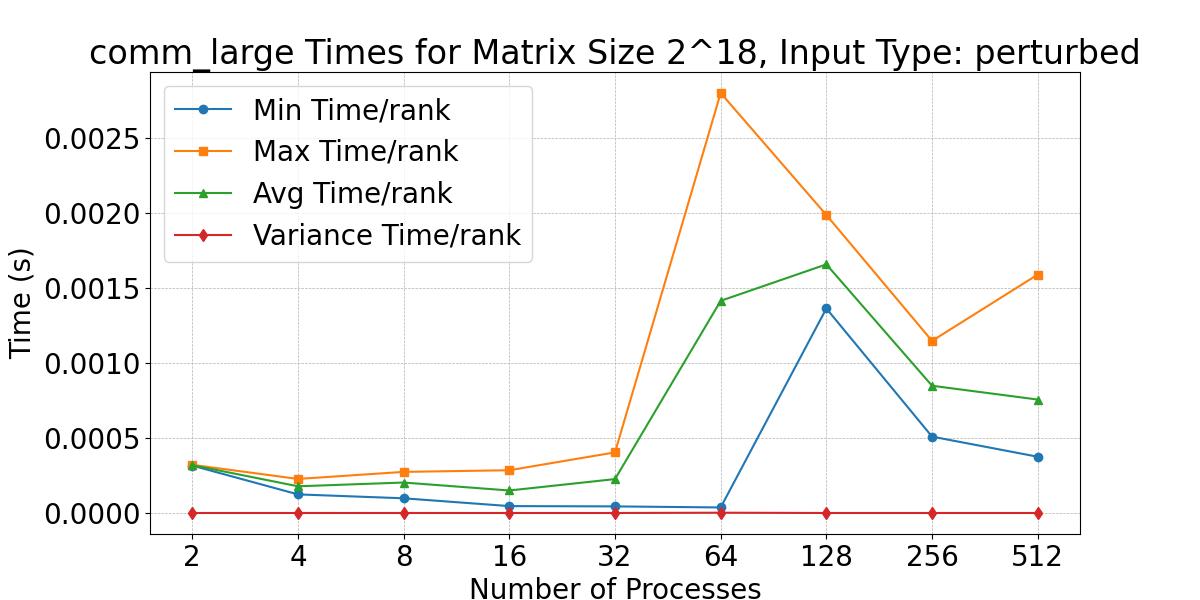 comm_large Times for Matrix Size 2^18, Input Type: perturbed
Min Time/rank
Max Time/rank
Avg Time/rank
Variance Time/rank
Time (s)
0.0025
0.0020
0.0015
0.0010
0.0005
0.0000
2 4 8 16 32 64 128 256 512
Number of Processes